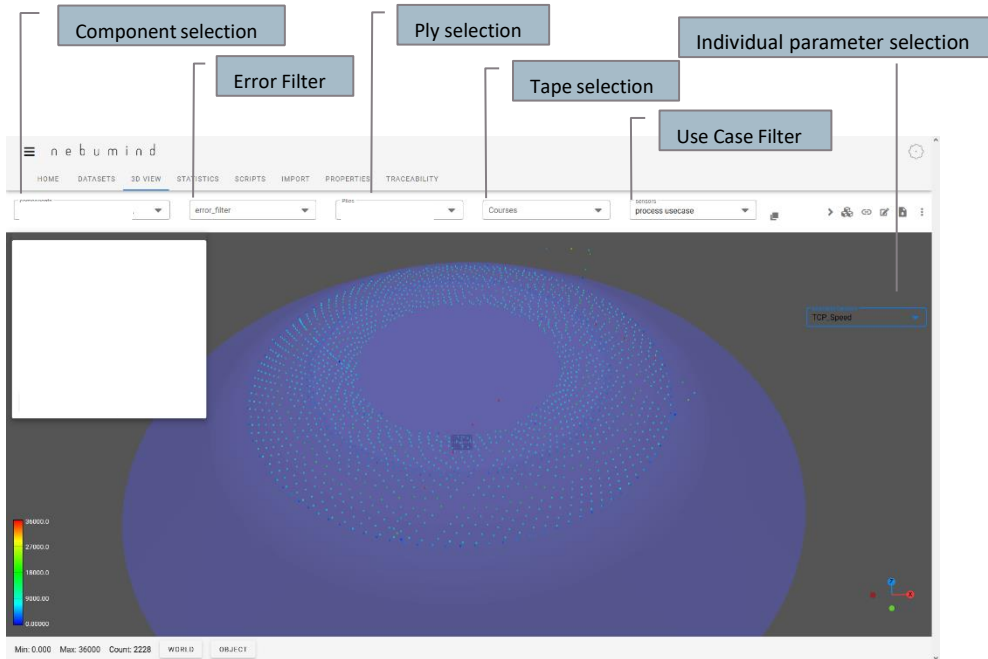 Component selection
Ply selection
Individual parameter selection
Error Filter
Tape selection
Use Case Filter
nebumind
HOME DATASETS 3D VIEW STATISTICS SCRIPTS IMPORT PROPERTIES TRACEABILITY
error_filter
Plies
Courses
process usecase
TCP_Speed
36000.0
27000.0
18000.0
9000.00
0.00000
Z
X
Min: 0.000 Max: 36000 Count: 2228 WORLD OBJECT